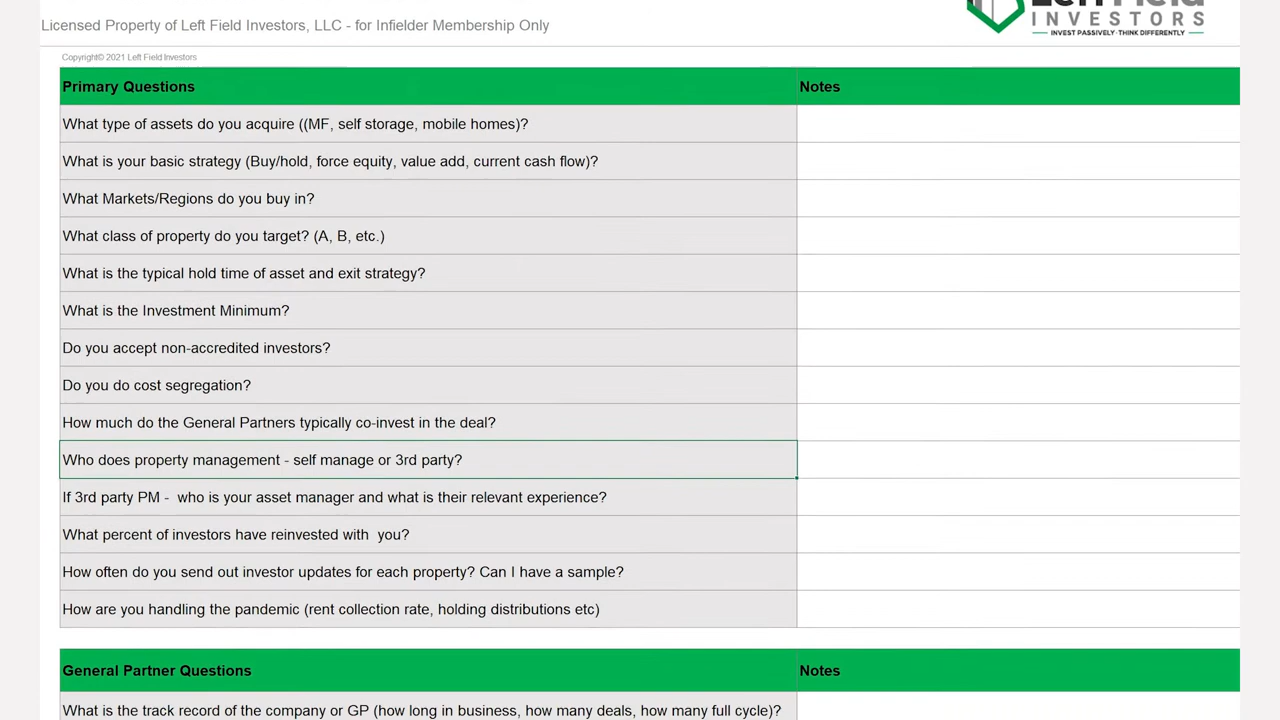 Licensed Property of Left Field Investors, LLC - for Infielder Membership Only
INVESTORS
INVEST PASSIVELY·THINK DIFFERENTLY
Copyright© 2021 Left Field Investors
Primary Questions Notes
What type of assets do you acquire ((MF, self storage, mobile homes)?
What is your basic strategy (Buy/hold, force equity, value add, current cash flow)?
What Markets/Regions do you buy in?
What class of property do you target? (A, B, etc.)
What is the typical hold time of asset and exit strategy?
What is the Investment Minimum?
Do you accept non-accredited investors?
Do you do cost segregation?
How much do the General Partners typically co-invest in the deal?
Who does property management - self manage or 3rd party?
If 3rd party PM -  who is your asset manager and what is their relevant experience?
What percent of investors have reinvested with  you?
How often do you send out investor updates for each property? Can I have a sample?
How are you handling the pandemic (rent collection rate, holding distributions etc)
General Partner Questions Notes
What is the track record of the company or GP (how long in business, how many deals, how many full cycle)?